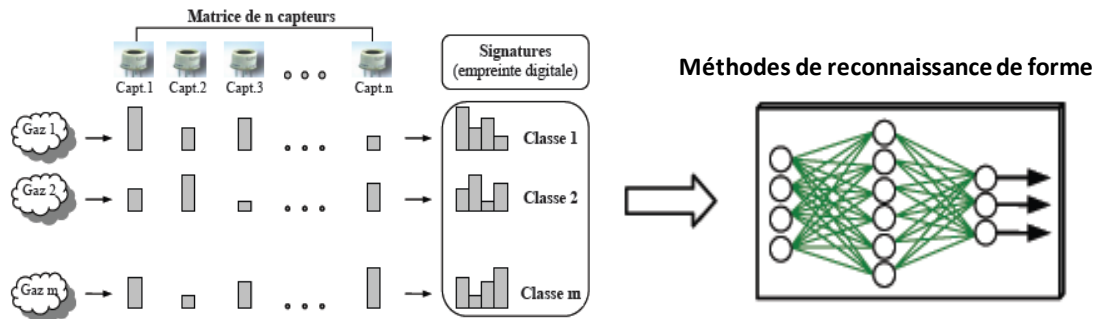 Matrice de n capteurs
Signatures
(empreinte digitale)
Méthodes de reconnaissance de forme
Capt.1 Capt.2 Capt.3 Capt.n
Gaz 1
Classe 1
Gaz 2
Classe 2
Gaz m
Classe m